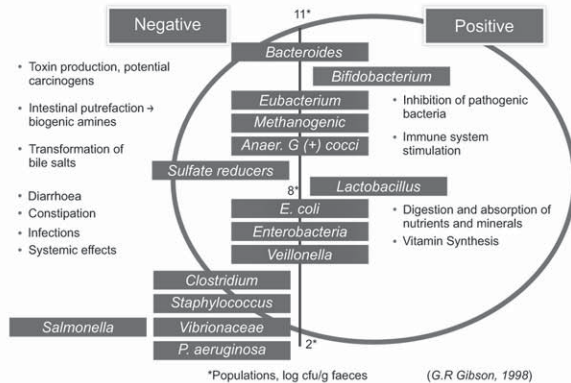 Negative
11*
Positive
Bacteroides
• Toxin production, potential
carcinogens
Bifidobacterium
• Intestinal putrefaction →
biogenic amines
Eubacterium
• Inhibition of pathogenic
bacteria
Methanogenic
• Transformation of
bile salts
Anaer. G (+) cocci
• Immune system
stimulation
Sulfate reducers
8*
Lactobacillus
• Diarrhoea
• Constipation
• Infections
• Systemic effects
E. coli
Enterobacteria
Veillonella
• Digestion and absorption of
nutrients and minerals
• Vitamin Synthesis
Clostridium
Staphylococcus
Salmonella
Vibrionaceae
P. aeruginosa
2*
*Populations, log cfu/g faeces
(G.R Gibson, 1998)